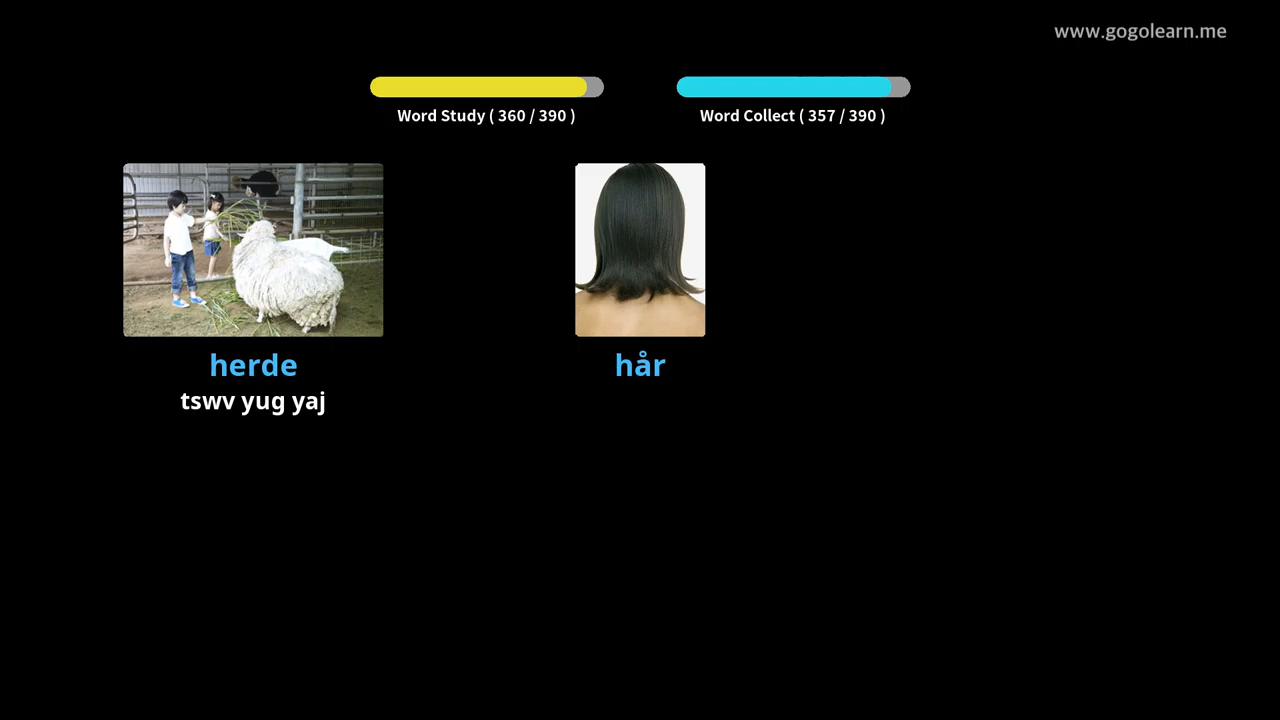 www.gogolearn.me
Word Study ( 360 / 390 )
Word Collect ( 357 / 390 )
herde
tswv yug yaj
hår